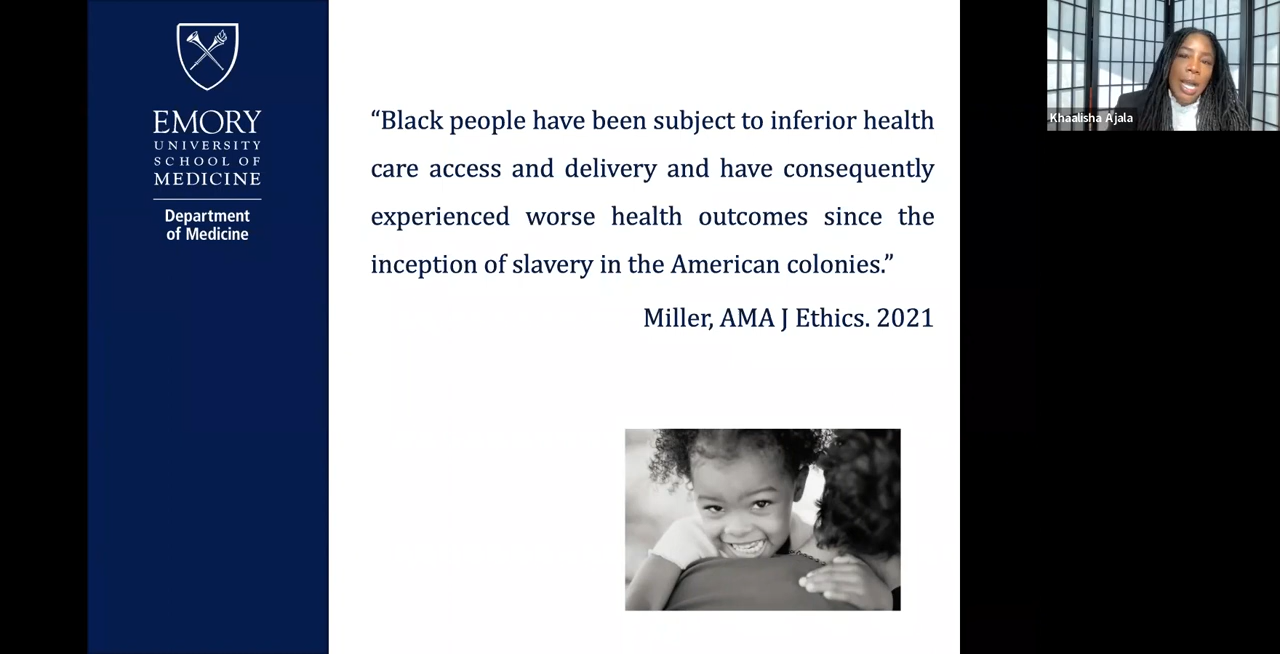 EMORY
UNIVERSITY
SCHOOL OF
MEDICINE
Department
of Medicine
“Black people have been subject to inferior health
care access and delivery and have consequently
experienced worse health outcomes since the
inception of slavery in the American colonies.”
Miller, AMA J Ethics. 2021
Khaalisha Ajala